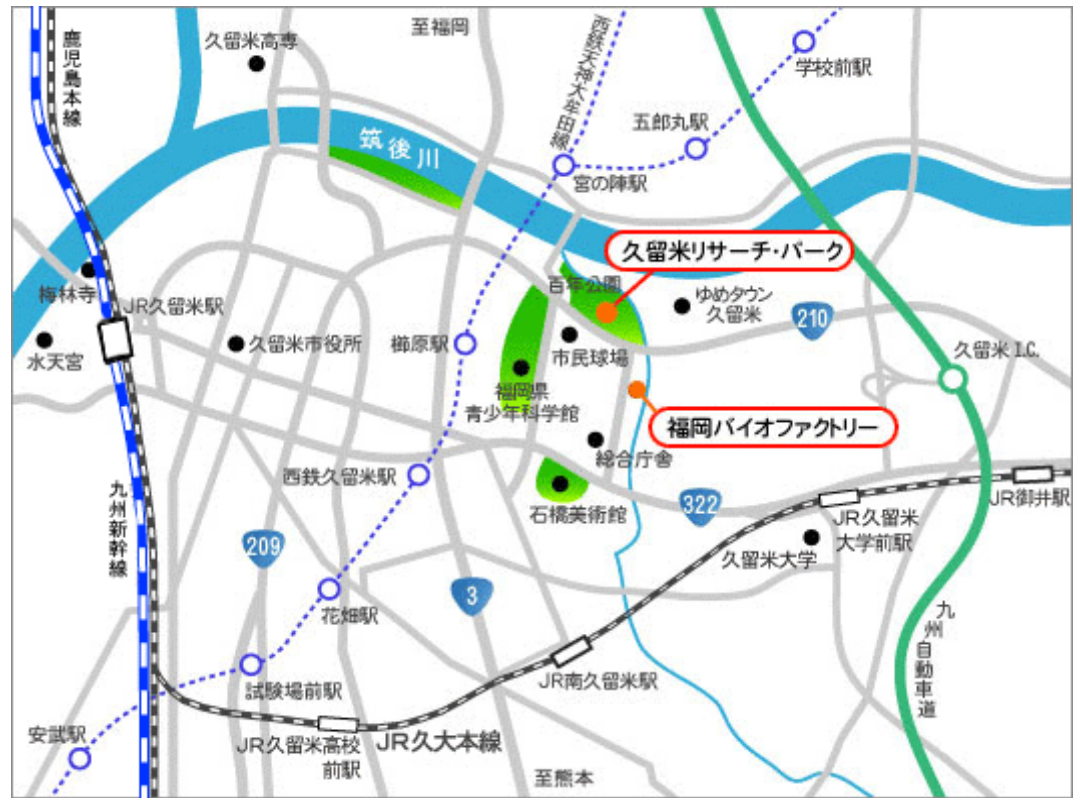 至福岡
鹿児島本線
久留米高専
西鉄天神大牟田線
学校前駅
五郎丸駅
筑後川
宮の陣駅
久留米リサーチ・パーク
百年公園
梅林寺
JR久留米駅
ゆめタウン
久留米
210
水天宮
久留米市役所
櫛原駅
市民球場
久留米 I.C.
福岡県
青少年科学館
福岡バイオファクトリー
総合庁舎
西鉄久留米駅
JR御井駅
九州新幹線
石橋美術館
322
JR久留米
大学前駅
209
久留米大学
3
花畑駅
九州自動車道
試験場前駅
JR南久留米駅
安武駅
JR久留米高校
前駅
JR久大本線
至熊本